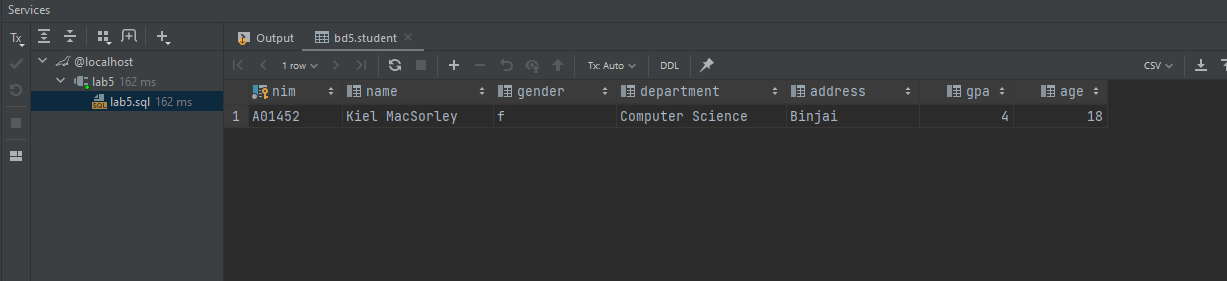 Services
Tx
Output bd5.student
@localhost
lab5 162 ms
lab5.sql 162 ms
1 row Tx: Auto DDL CSV
nim name gender department address gpa age
1 A01452 Kiel MacSorley f Computer Science Binjai 4 18